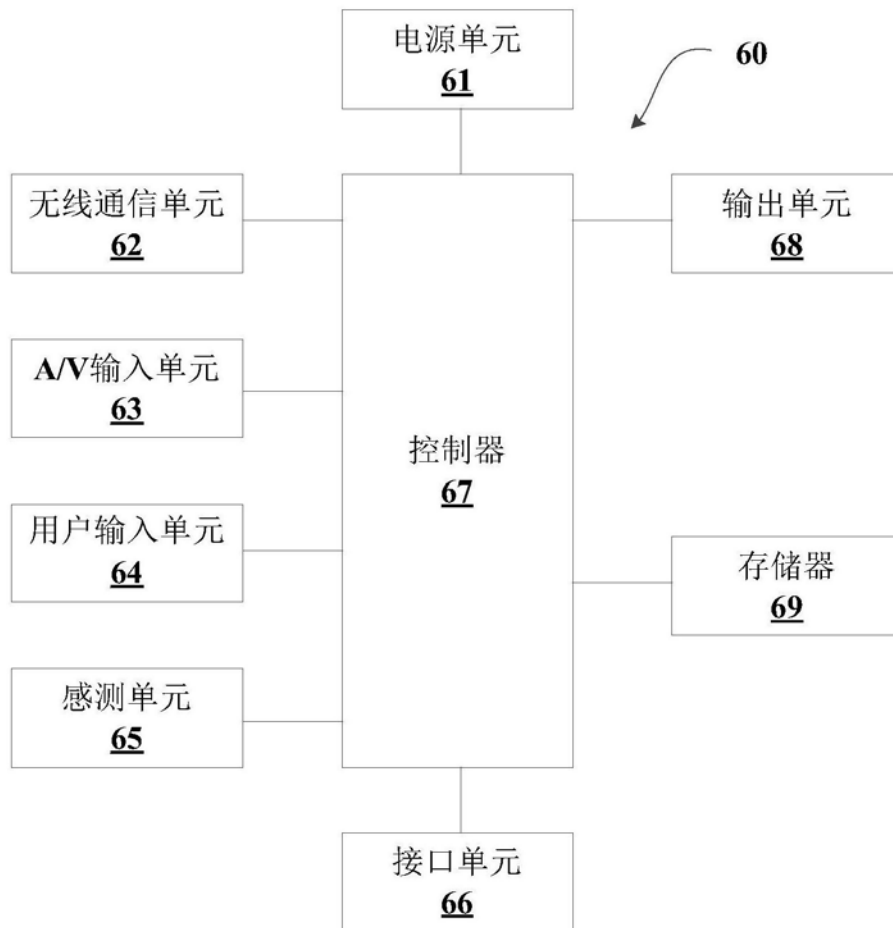 电源单元
61
60
无线通信单元
62
输出单元
68
A/V输入单元
63
控制器
67
用户输入单元
64
存储器
69
感测单元
65
接口单元
66